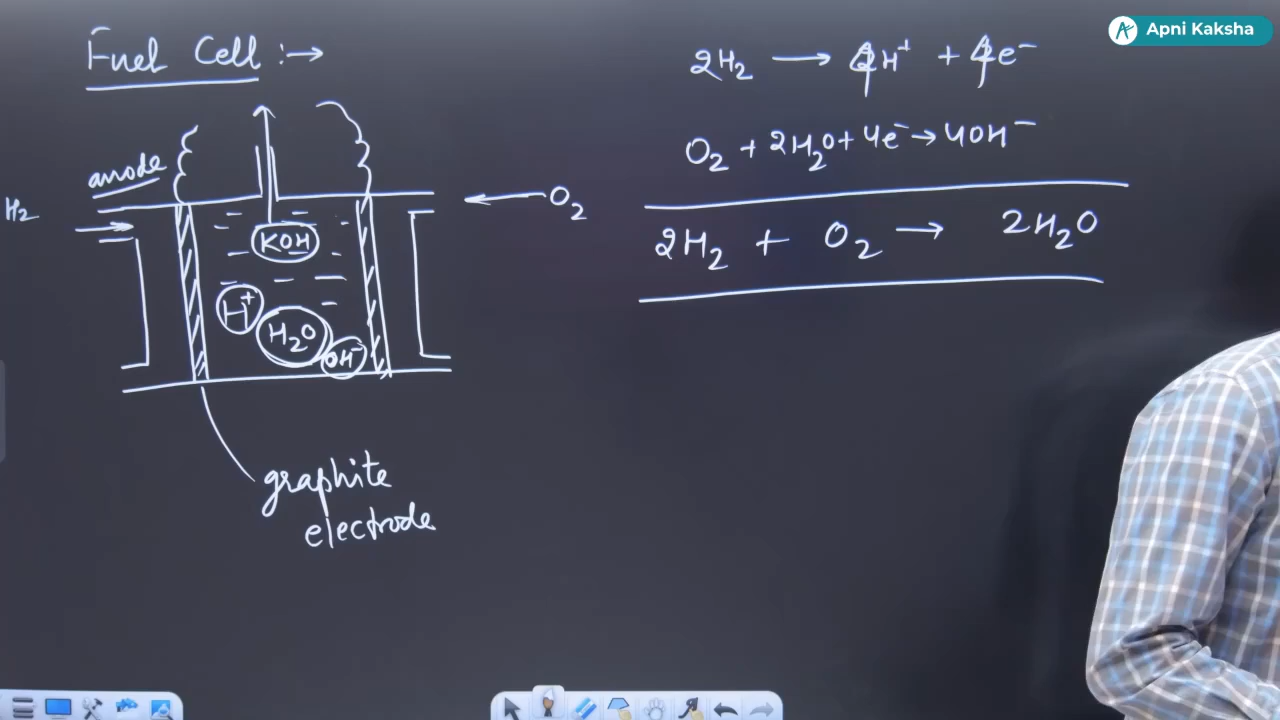 Fuel Cell :→
Apni Kaksha
2H₂ → 4H⁺ + 4e⁻
O₂ + 2H₂O + 4e⁻ → 4OH⁻
2H₂ + O₂ → 2H₂O
anode
H₂
O₂
KOH
H⁺
H₂O
OH⁻
graphite
electrode